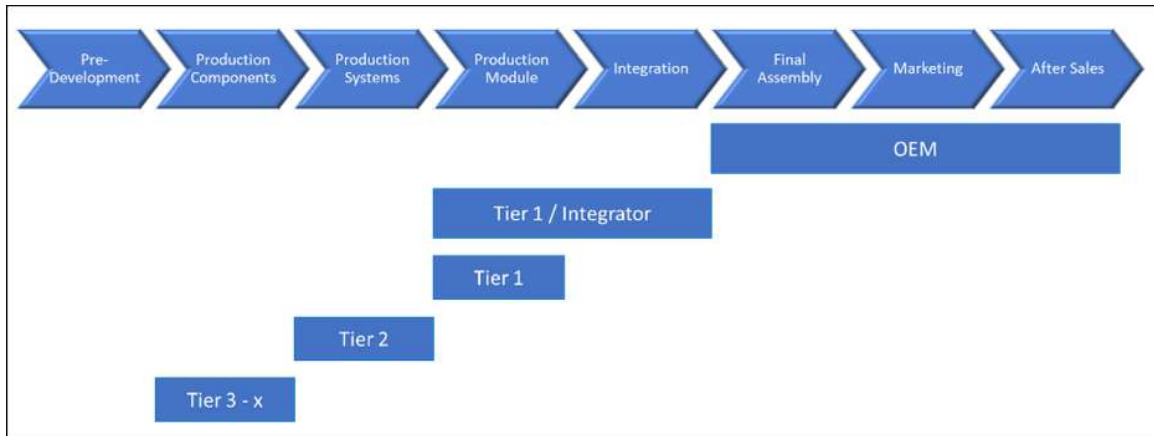 Pre-
Development
Production
Components
Production
Systems
Production
Module
Integration
Final
Assembly
Marketing
After Sales
OEM
Tier 1 / Integrator
Tier 1
Tier 2
Tier 3 - x